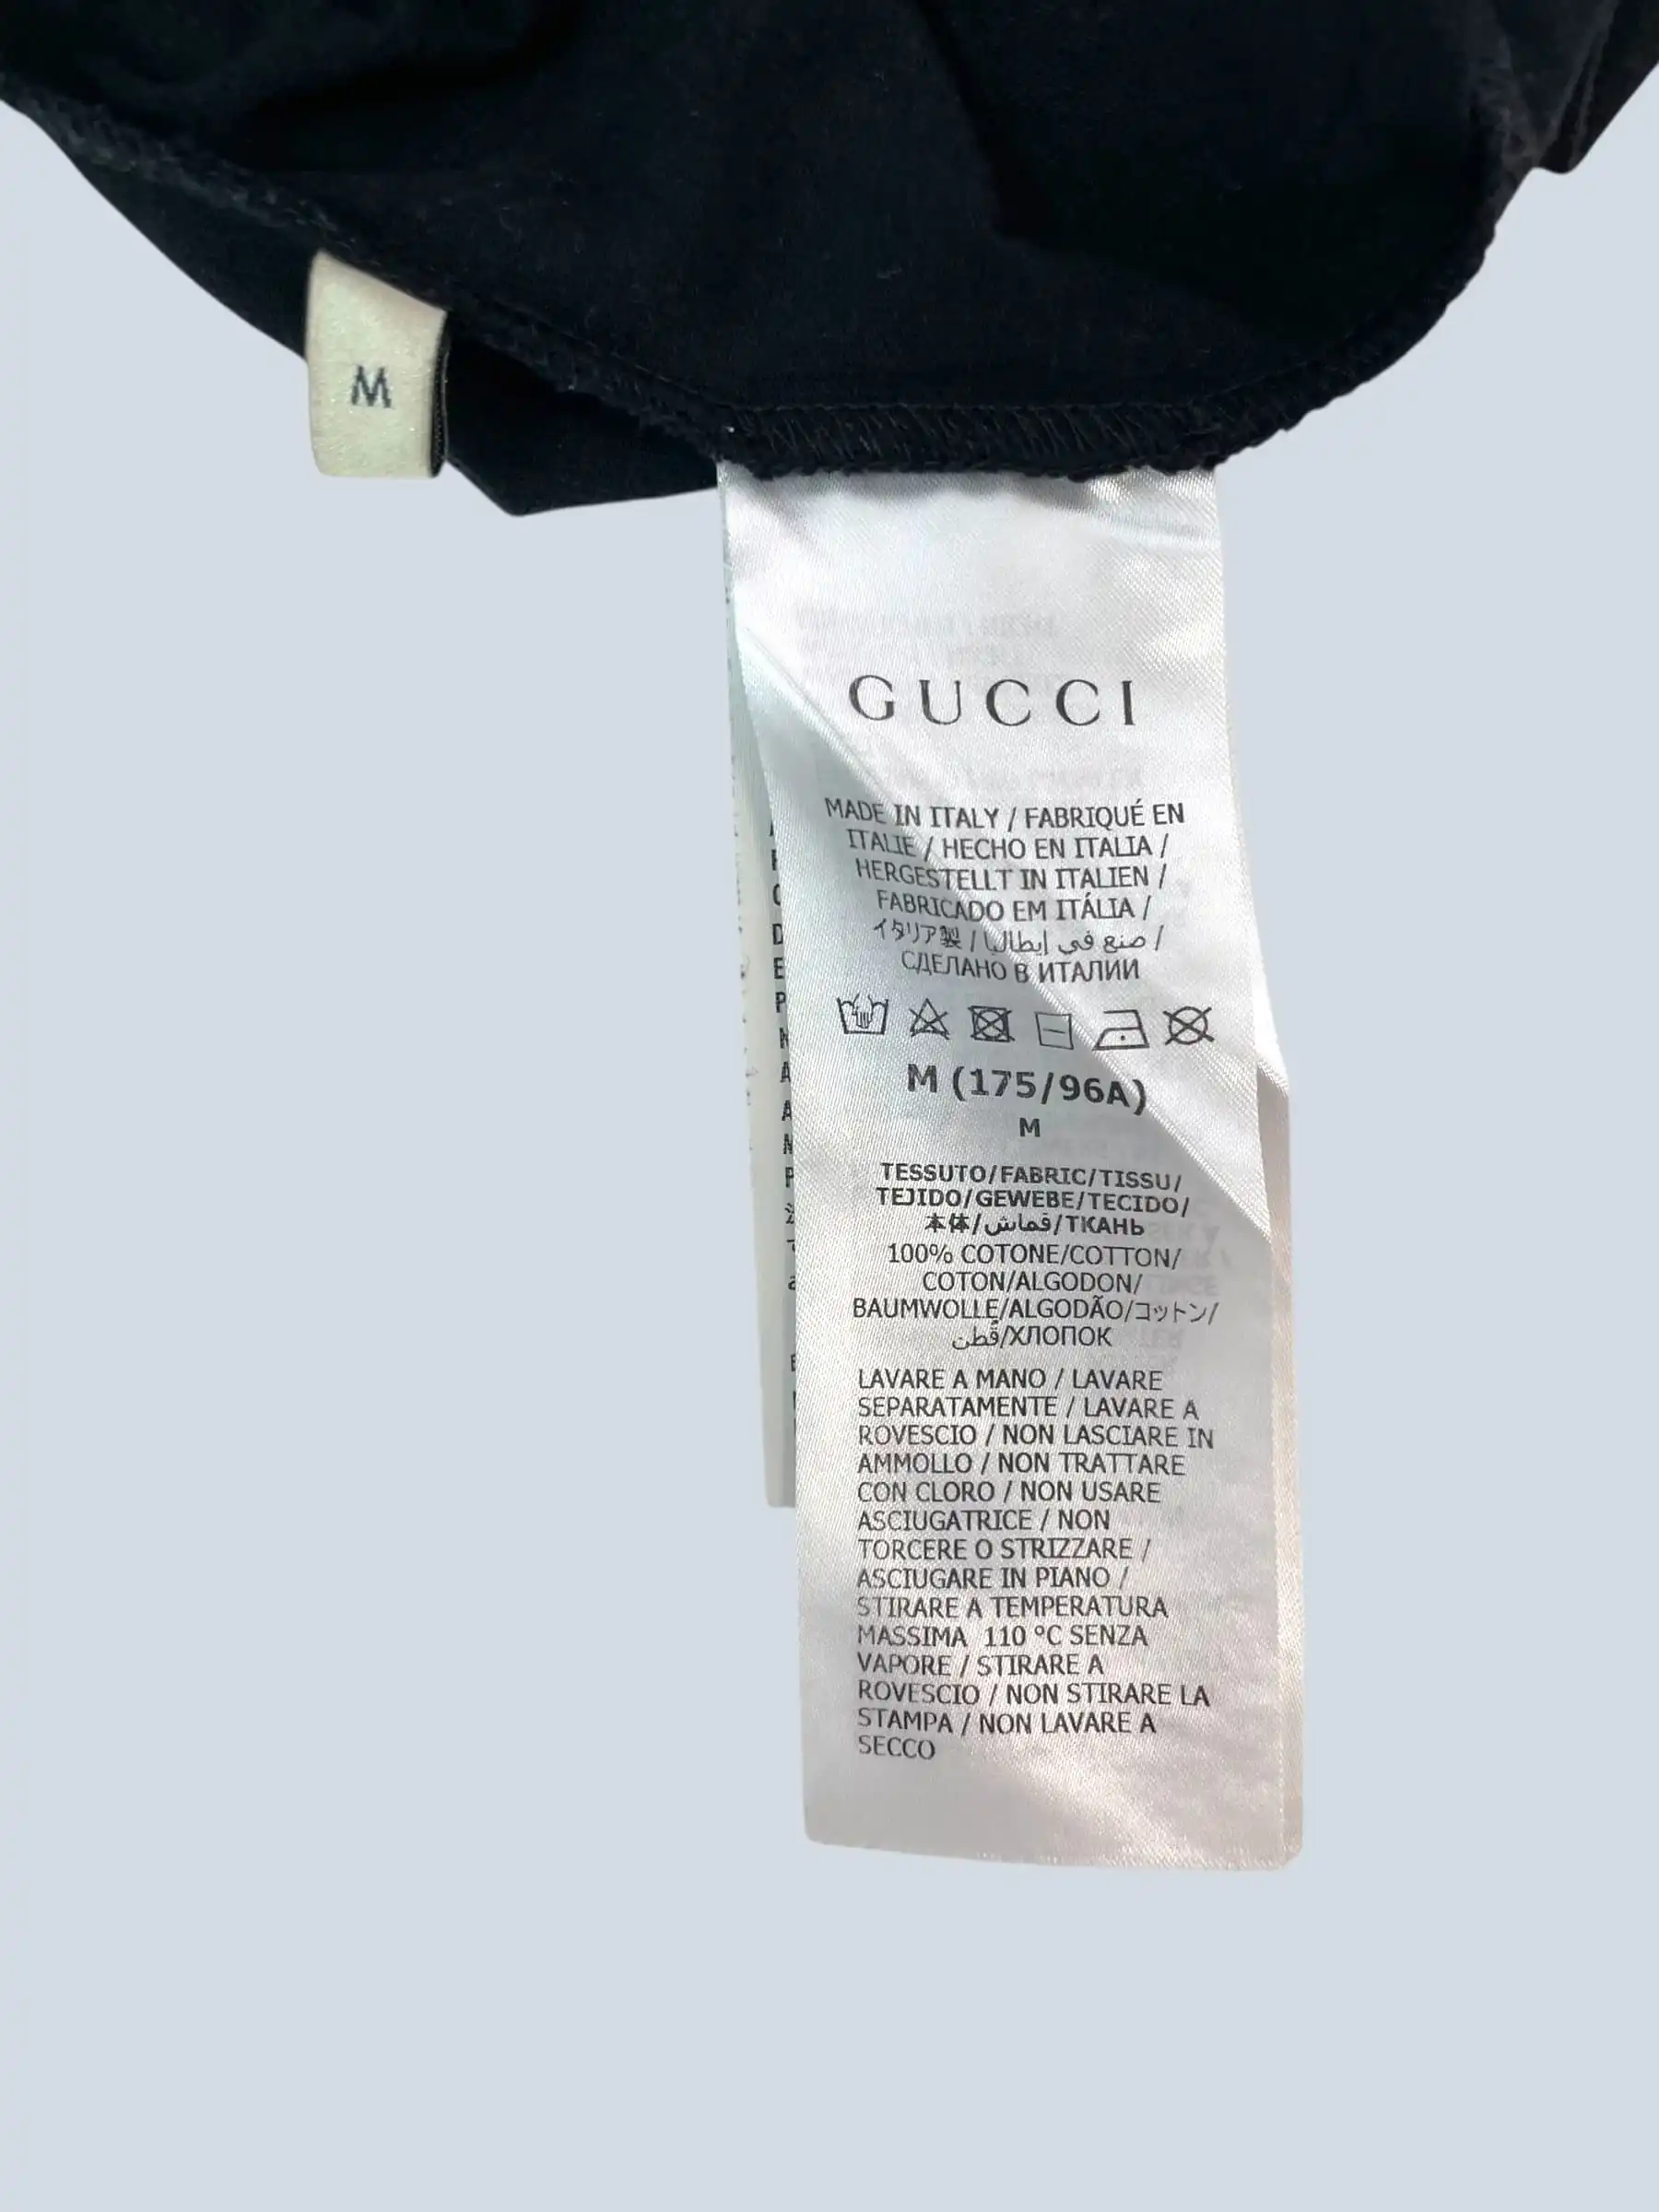 M
GUCCI
MADE IN ITALY / FABRIQUÉ EN
ITALIE / HECHO EN ITALIA /
HERGESTELLT IN ITALIEN /
FABRICADO EM ITÁLIA /
イタリア製 / صنع في إيطاليا /
СДЕЛАНО В ИТАЛИИ
M (175/96A)
M
TESSUTO/FABRIC/TISSU/
TEJIDO/GEWEBE/TECIDO/
本体/قماش/ТКАНЬ
100% COTONE/COTTON/
COTON/ALGODON/
BAUMWOLLE/ALGODÃO/コットン/
قُطن/ХЛОПОК
LAVARE A MANO / LAVARE
SEPARATAMENTE / LAVARE A
ROVESCIO / NON LASCIARE IN
AMMOLLO / NON TRATTARE
CON CLORO / NON USARE
ASCIUGATRICE / NON
TORCERE O STRIZZARE /
ASCIUGARE IN PIANO /
STIRARE A TEMPERATURA
MASSIMA 110 °C SENZA
VAPORE / STIRARE A
ROVESCIO / NON STIRARE LA
STAMPA / NON LAVARE A
SECCO